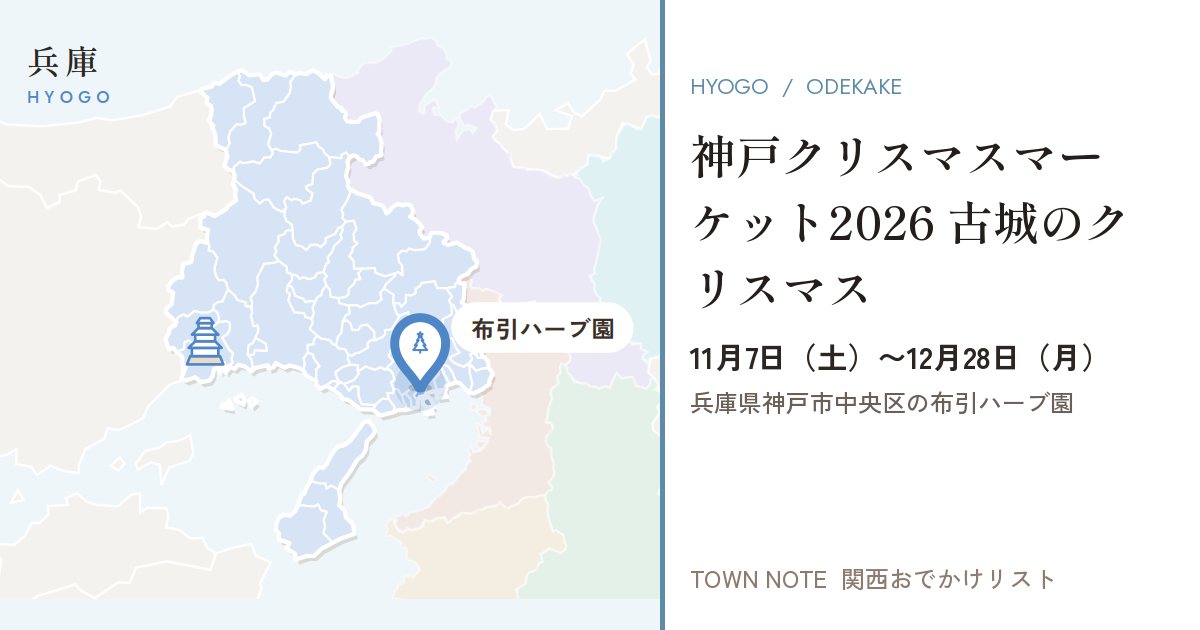 兵庫
HYOGO
布引ハーブ園
HYOGO / ODEKAKE
神戸クリスマスマー
ケット2026 古城のク
リスマス
11月7日（土）〜12月28日（月）
兵庫県神戸市中央区の布引ハーブ園
TOWN NOTE 関西おでかけリスト